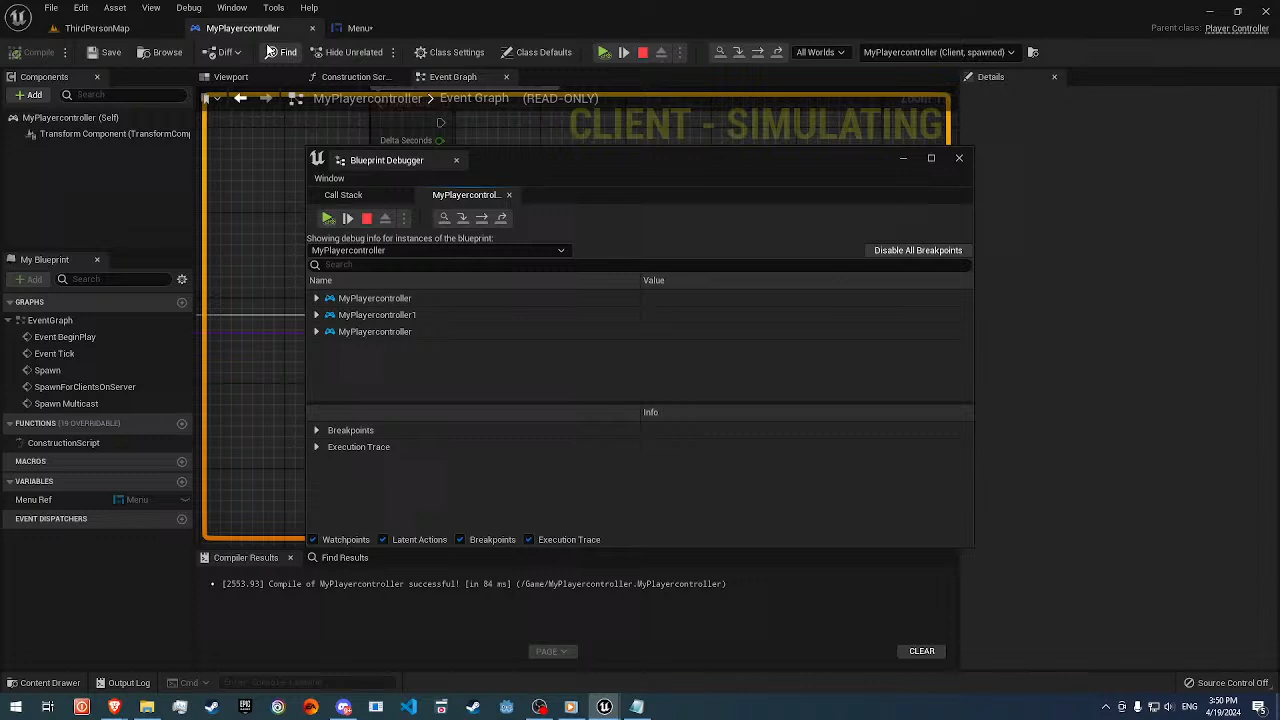 File Edit Asset View Debug Window Tools Help
ThirdPersonMap MyPlayercontroller Menu•
Parent class: Player Controller
Compile Save Browse Diff Find Hide Unrelated Class Settings Class Defaults All Worlds MyPlayercontroller (Client, spawned)
Components Viewport Construction Scr... Event Graph Details
Add Search MyPlayercontroller > Event Graph (READ-ONLY)
MyPlayercontroller (Self)
CLIENT - SIMULATING
Transform Component (TransformComp
Delta Seconds
Blueprint Debugger
Window
Call Stack MyPlayercontrol...
Showing debug info for instances of the blueprint:
MyPlayercontroller Disable All Breakpoints
Search
Name Value
MyPlayercontroller
MyPlayercontroller1
MyPlayercontroller
Info
Breakpoints
Execution Trace
Watchpoints Latent Actions Breakpoints Execution Trace
My Blueprint
Add Search
GRAPHS
EventGraph
Event BeginPlay
Event Tick
Spawn
SpawnForClientsOnServer
Spawn Multicast
FUNCTIONS (19 OVERRIDABLE)
ConstructionScript
MACROS
VARIABLES
Menu Ref Menu
EVENT DISPATCHERS
Compiler Results Find Results
[2553.93] Compile of MyPlayercontroller successful! [in 84 ms] (/Game/MyPlayercontroller.MyPlayercontroller)
PAGE CLEAR
Content Drawer Output Log Cmd Enter Console Command Source Control Off
3:50 PM
4/19/2024